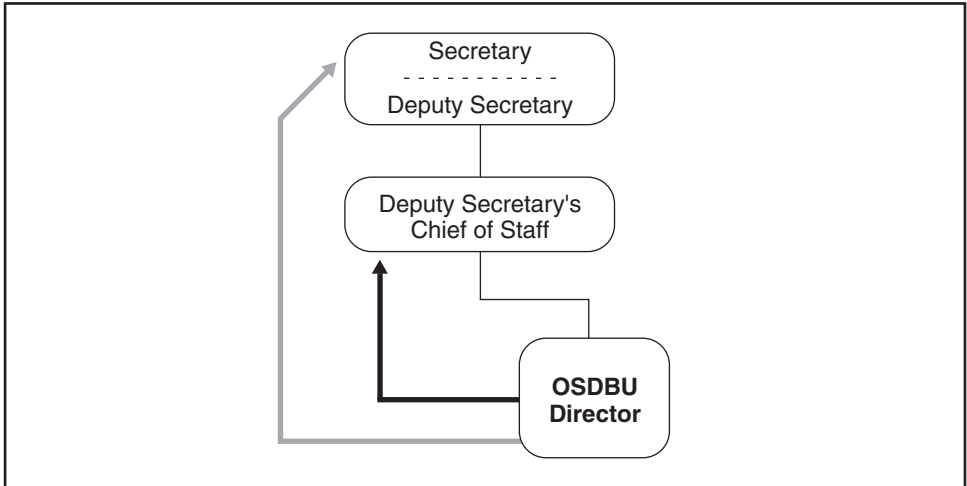 Secretary
Deputy Secretary
Deputy Secretary's
Chief of Staff
OSDBU
Director